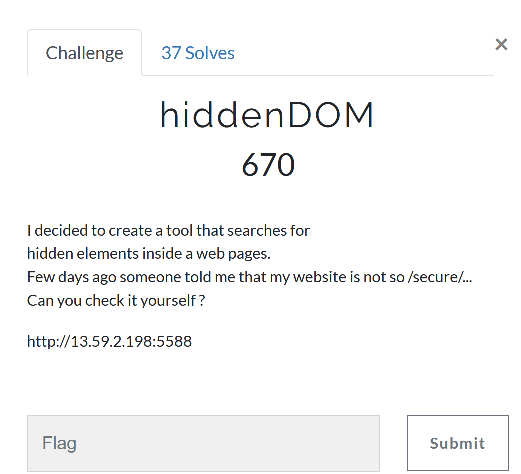 Challenge
37 Solves
×
hiddenDOM
670
I decided to create a tool that searches for
hidden elements inside a web pages.
Few days ago someone told me that my website is not so /secure/...
Can you check it yourself ?
http://13.59.2.198:5588
Flag
Submit